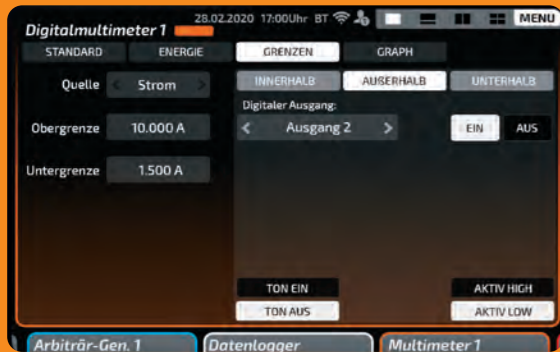 28.02.2020 17:00Uhr BT MENU
Digitalmultimeter 1
STANDARD ENERGIE GRENZEN GRAPH
Quelle < Strom > INNERHALB AUßERHALB UNTERHALB
Digitaler Ausgang:
< Ausgang 2 > EIN AUS
Obergrenze 10.000 A
Untergrenze 1.500 A
TON EIN AKTIV HIGH
TON AUS AKTIV LOW
Arbiträr-Gen. 1 Datenlogger Multimeter 1